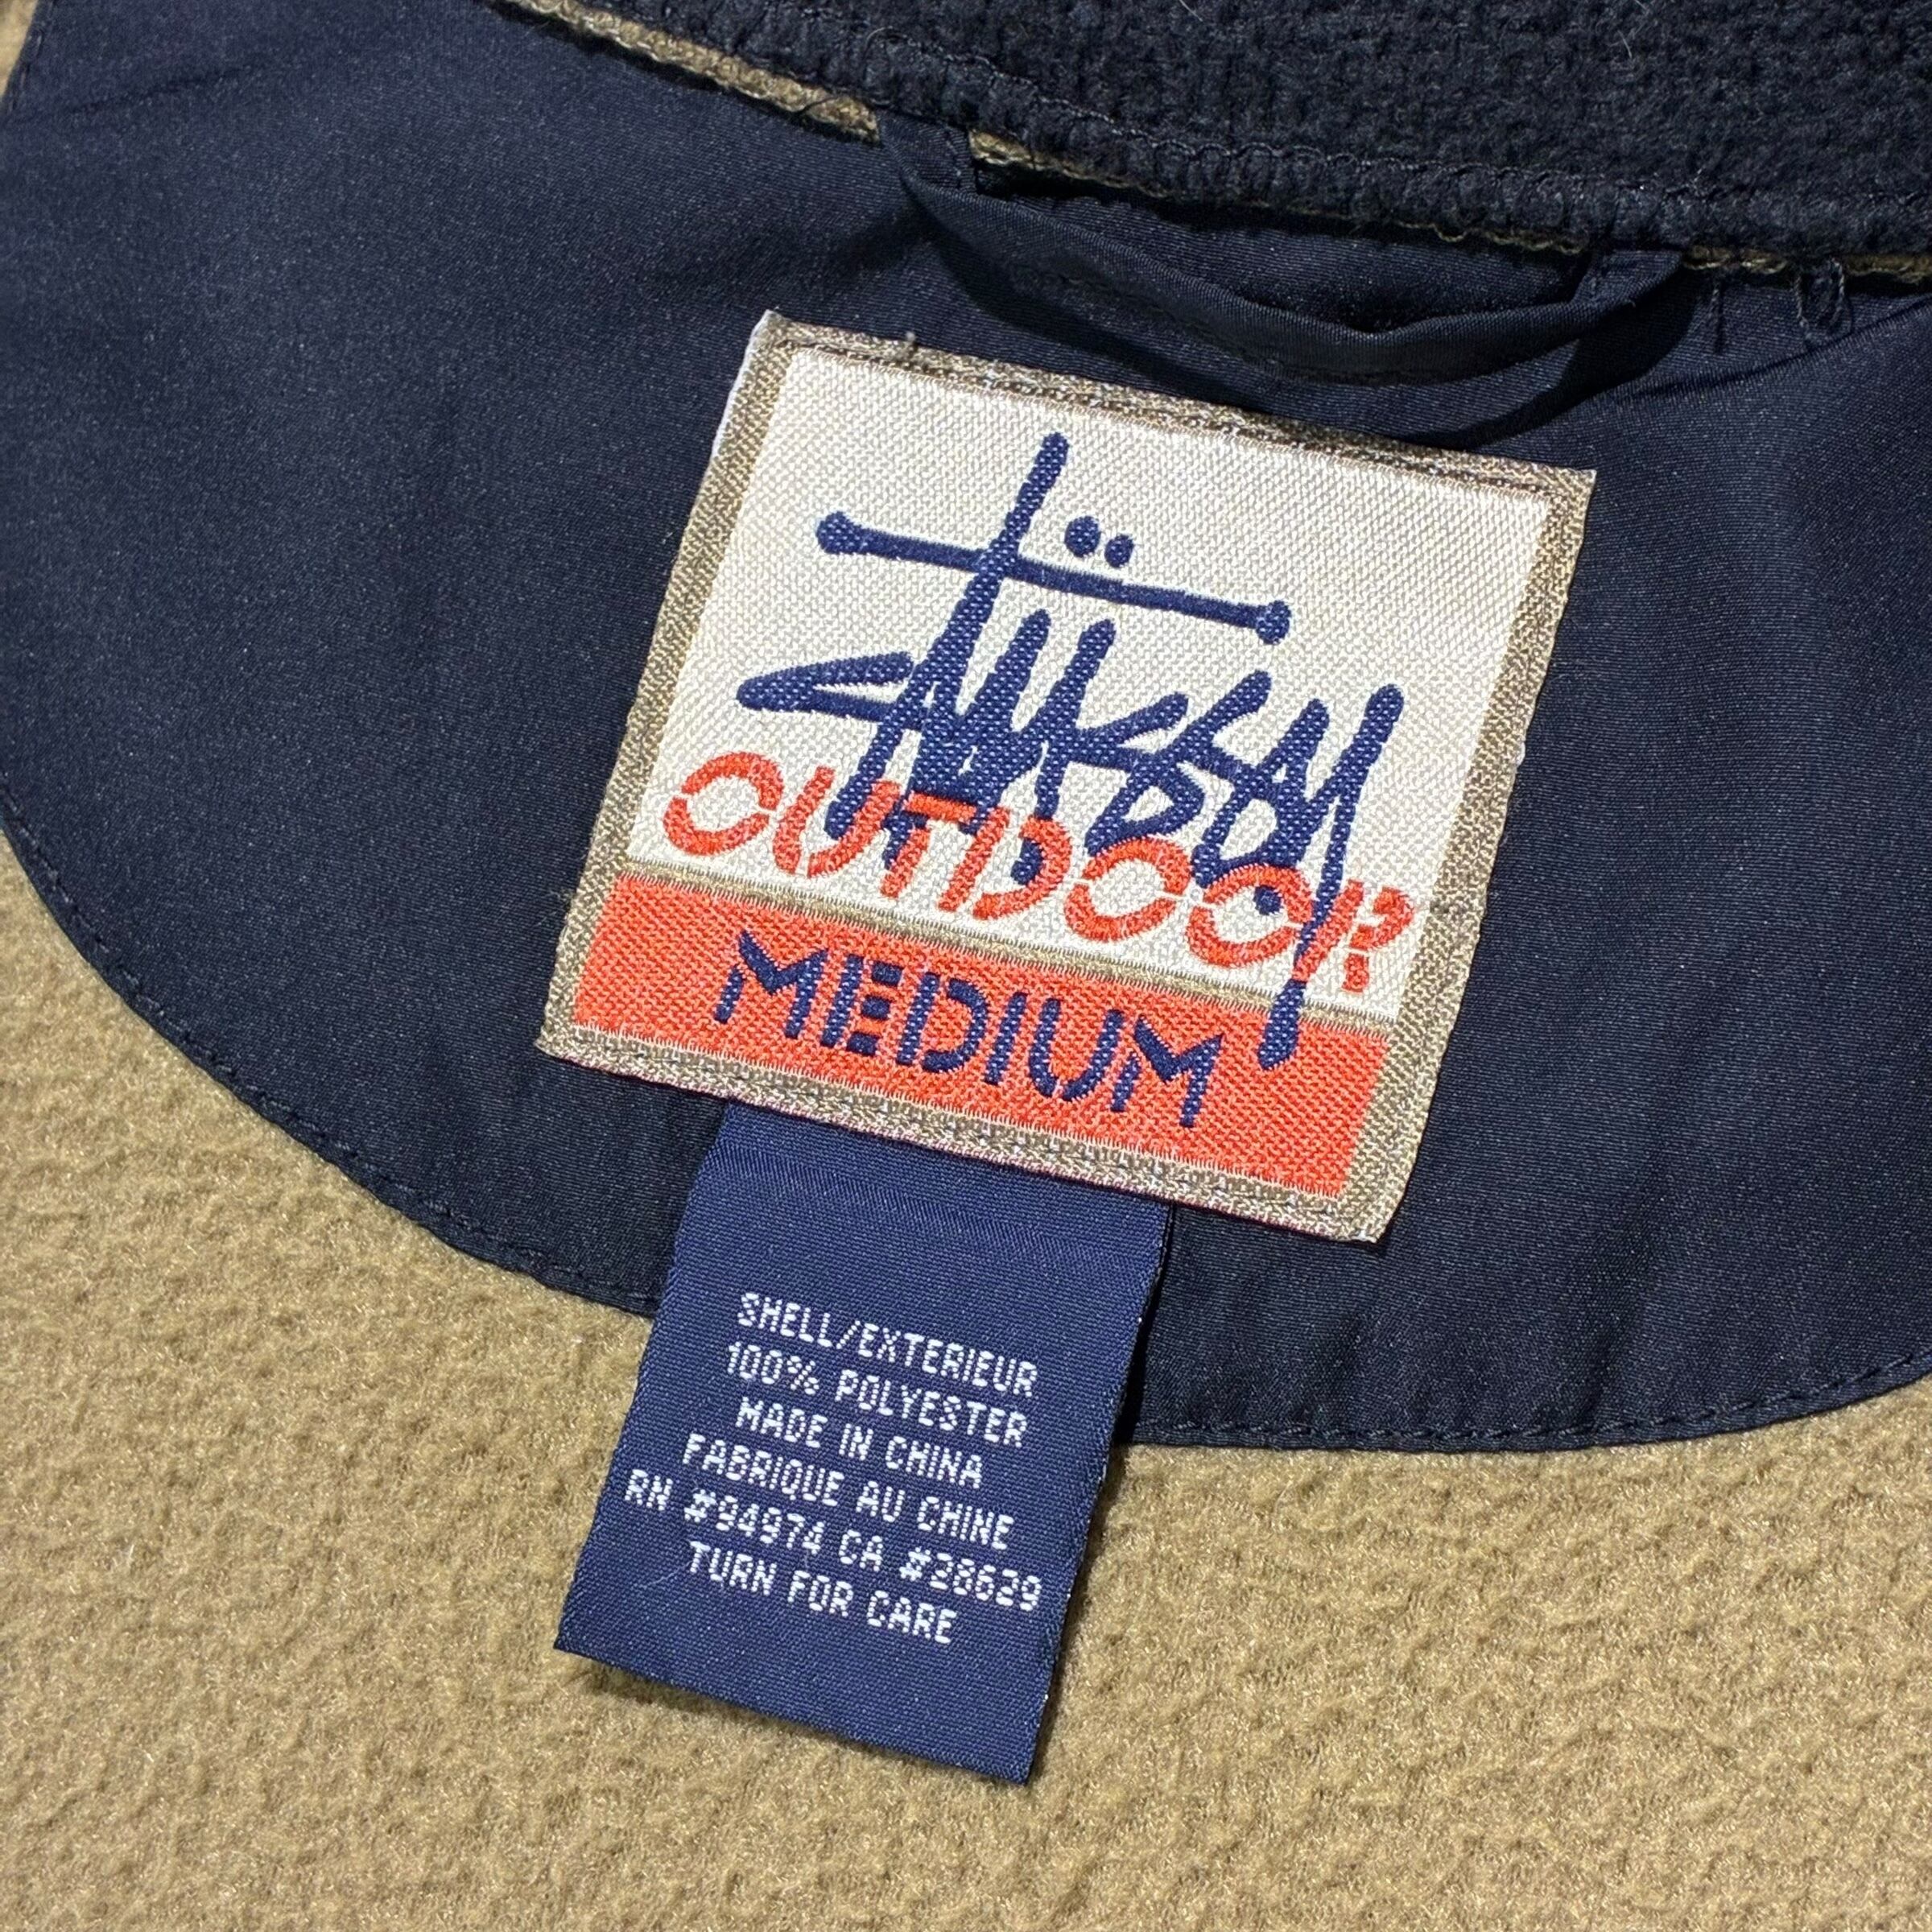 Stüssy
OUTDOOR
MEDIUM
SHELL/EXTERIEUR
100% POLYESTER
MADE IN CHINA
FABRIQUE AU CHINE
RN #94974 CA #28629
TURN FOR CARE